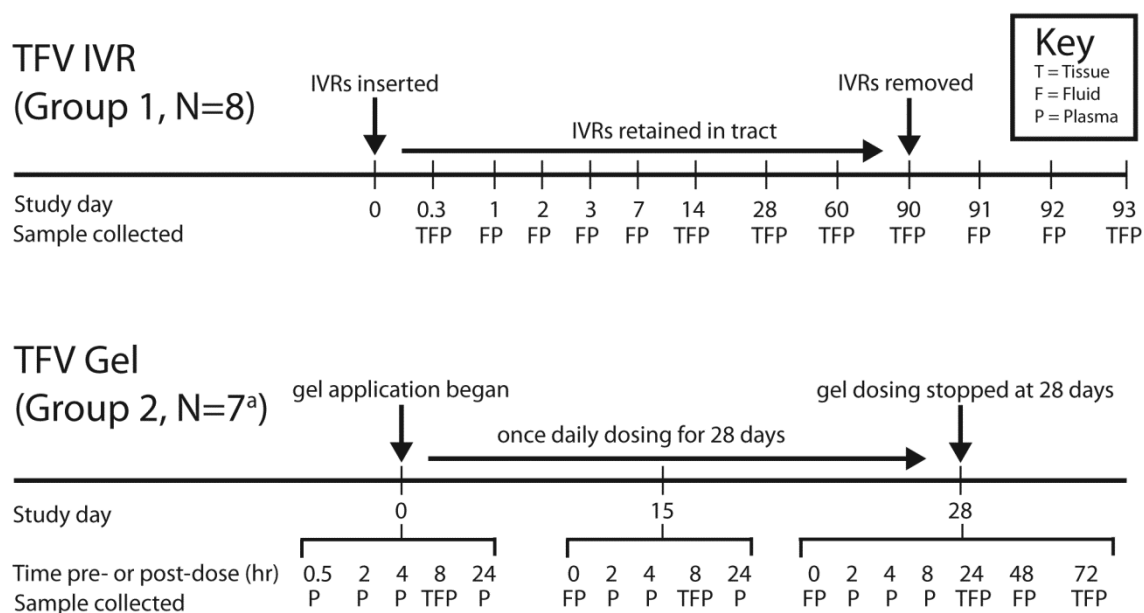 TFV IVR
(Group 1, N=8)
IVRs inserted
IVRs removed
IVRs retained in tract
Key
T = Tissue
F = Fluid
P = Plasma
Study day 0 0.3 1 2 3 7 14 28 60 90 91 92 93
Sample collected TFP FP FP FP FP TFP TFP TFP TFP FP FP TFP
TFV Gel
(Group 2, N=7ᵃ)
gel application began
gel dosing stopped at 28 days
once daily dosing for 28 days
Study day 0 15 28
Time pre- or post-dose (hr) 0.5 2 4 8 24 0 2 4 8 24 0 2 4 8 24 48 72
Sample collected P P P TFP P FP P P TFP P FP P P P TFP FP TFP